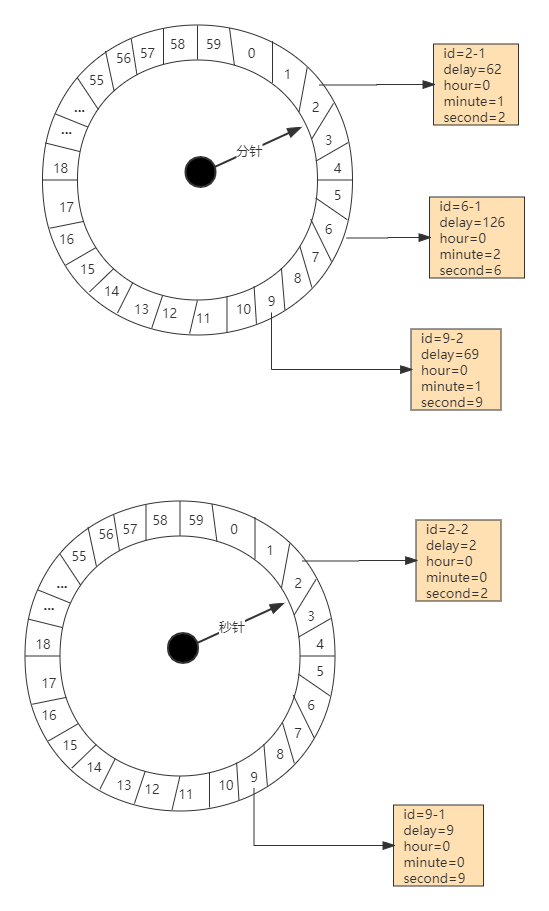 0
1
2
3
4
5
6
7
8
9
10
11
12
13
14
15
16
17
18
...
...
55
56
57
58
59
分针
id=2-1
delay=62
hour=0
minute=1
second=2
id=6-1
delay=126
hour=0
minute=2
second=6
id=9-2
delay=69
hour=0
minute=1
second=9
0
1
2
3
4
5
6
7
8
9
10
11
12
13
14
15
16
17
18
...
...
55
56
57
58
59
秒针
id=2-2
delay=2
hour=0
minute=0
second=2
id=9-1
delay=9
hour=0
minute=0
second=9